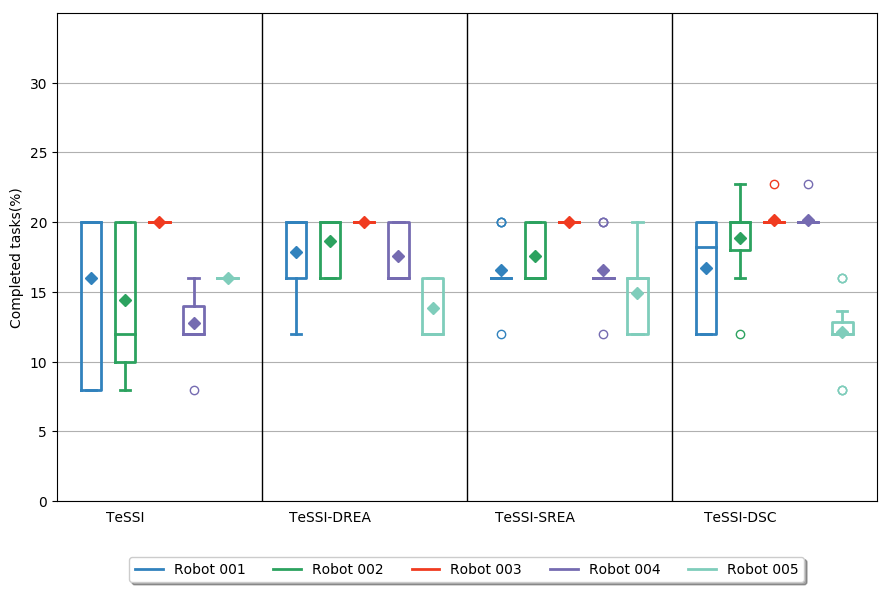 Completed tasks(%)
30
25
20
15
10
5
0
TeSSI TeSSI-DREA TeSSI-SREA TeSSI-DSC
Robot 001 Robot 002 Robot 003 Robot 004 Robot 005